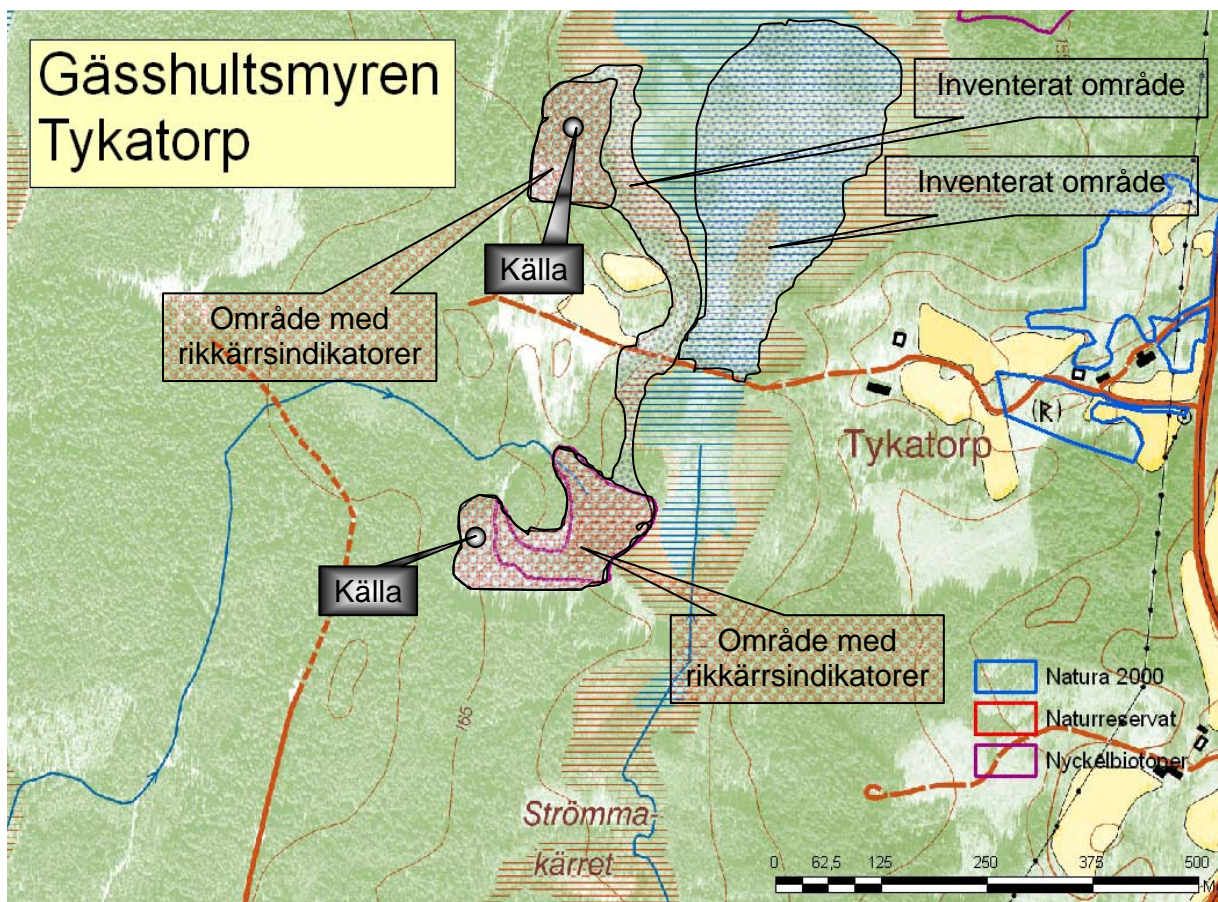 Gässhultsmyren
Tykatorp
Inventerat område
Inventerat område
Källa
Område med
rikkärrsindikatorer
Tykatorp
(R)
Källa
Område med
rikkärrsindikatorer
165
Natura 2000
Naturreservat
Nyckelbiotoper
Strömma-
kärret
0 62,5 125 250 375 500
M